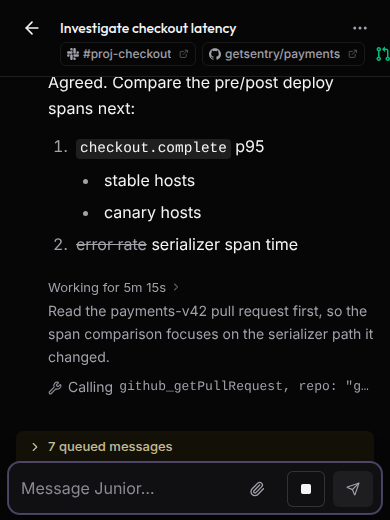 Investigate checkout latency
#proj-checkout getsentry/payments
Agreed. Compare the pre/post deploy
spans next:
1. checkout.complete p95
• stable hosts
• canary hosts
2. error rate serializer span time
Working for 5m 15s
Read the payments-v42 pull request first, so the
span comparison focuses on the serializer path it
changed.
Calling github_getPullRequest, repo: "g…
7 queued messages
Message Junior...